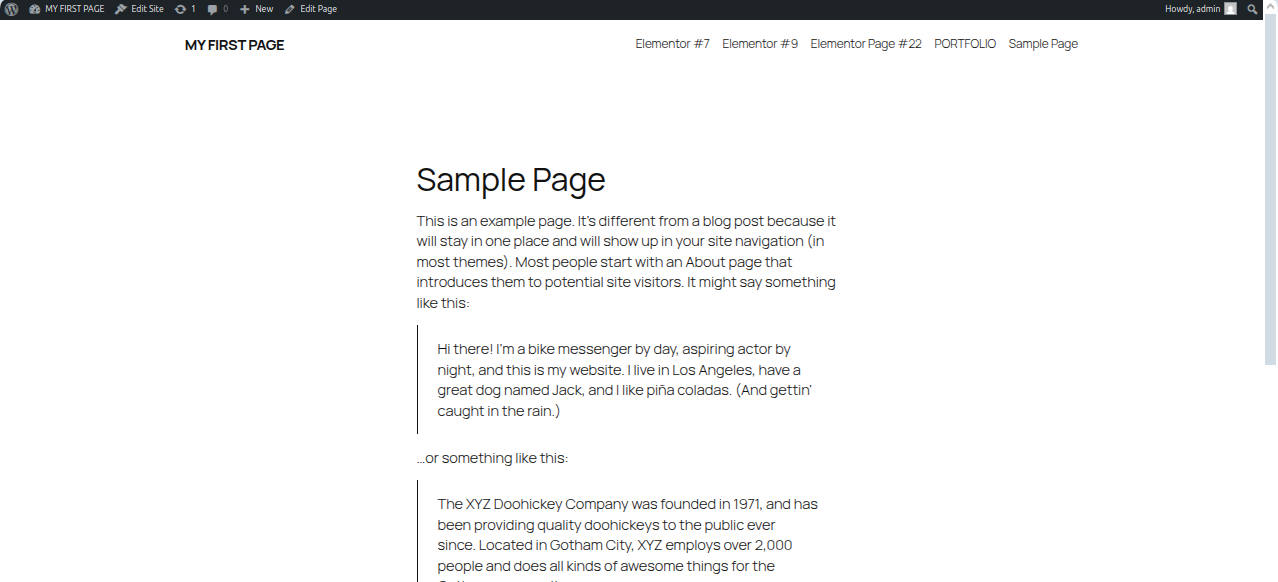 MY FIRST PAGE Edit Site 1 0 New Edit Page Howdy, admin
MY FIRST PAGE Elementor #7 Elementor #9 Elementor Page #22 PORTFOLIO Sample Page
Sample Page
This is an example page. It's different from a blog post because it
will stay in one place and will show up in your site navigation (in
most themes). Most people start with an About page that
introduces them to potential site visitors. It might say something
like this:
Hi there! I'm a bike messenger by day, aspiring actor by
night, and this is my website. I live in Los Angeles, have a
great dog named Jack, and I like piña coladas. (And gettin'
caught in the rain.)
…or something like this:
The XYZ Doohickey Company was founded in 1971, and has
been providing quality doohickeys to the public ever
since. Located in Gotham City, XYZ employs over 2,000
people and does all kinds of awesome things for the